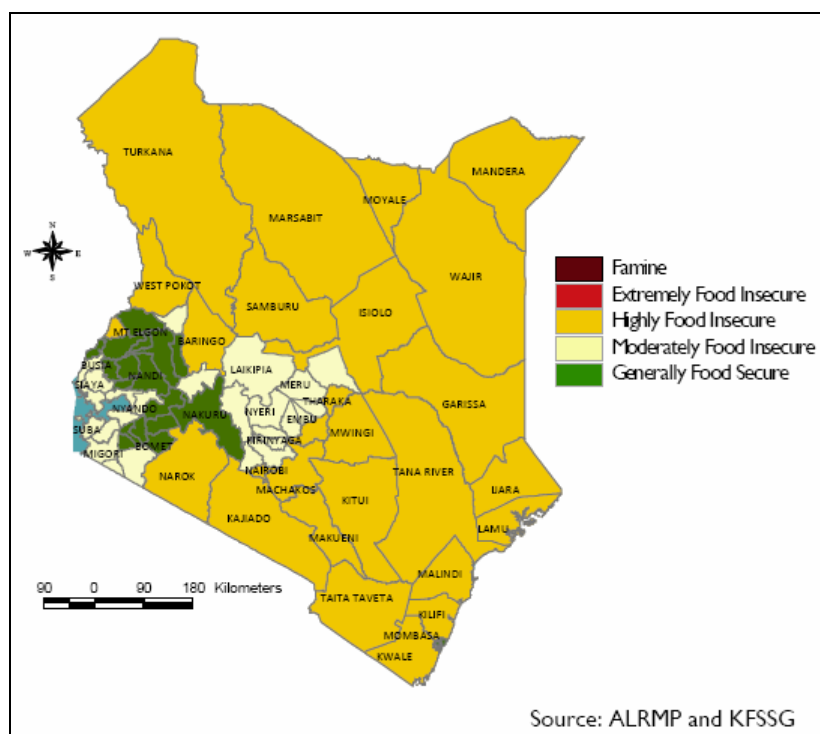 TURKANA
MANDERA
MOYALE
MARSABIT
WAJIR
N
W E
S
WEST POKOT
SAMBURU
ISIOLO
MT ELGON
BARINGO
BUSIA
LAIKIPIA
NANDI
SIAYA
MERU
THARAKA
GARISSA
NYANDO
NAKURU
NYERI
EMBU
SUBA
MWINGI
BOMET
KIRINYAGA
MIGORI
TANA RIVER
NAROK
NAIROBI
MACHAKOS
KITUI
IJARA
KAJIADO
LAMU
MAKUENI
MALINDI
TAITA TAVETA
KILIFI
MOMBASA
KWALE
Famine
Extremely Food Insecure
Highly Food Insecure
Moderately Food Insecure
Generally Food Secure
90 0 90 180 Kilometers
Source: ALRMP and KFSSG